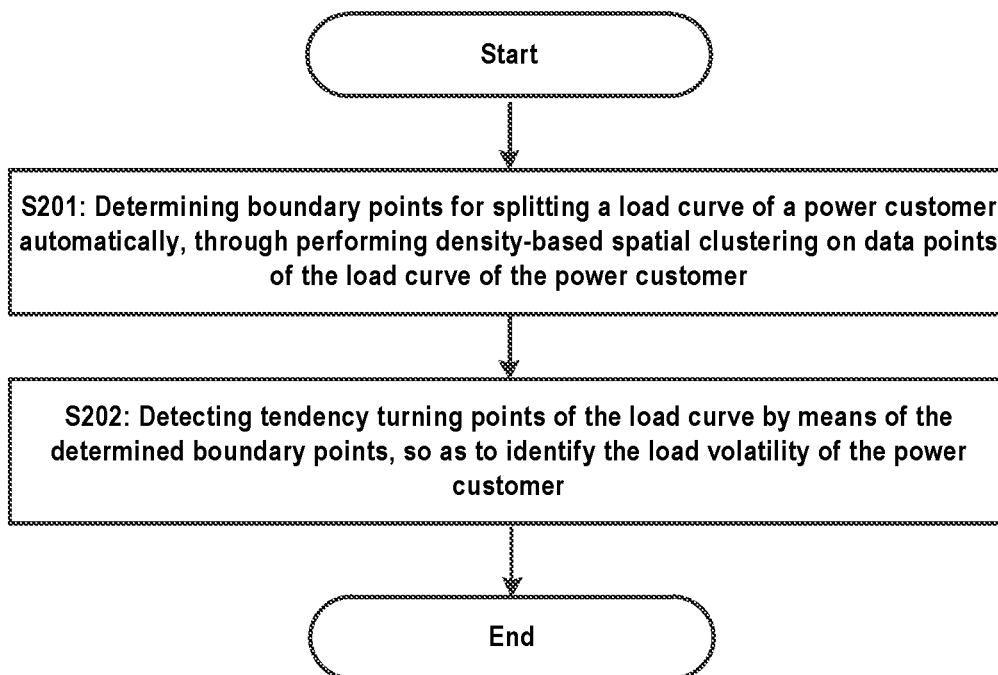 Start
S201: Determining boundary points for splitting a load curve of a power customer
automatically, through performing density-based spatial clustering on data points
of the load curve of the power customer
S202: Detecting tendency turning points of the load curve by means of the
determined boundary points, so as to identify the load volatility of the power
customer
End